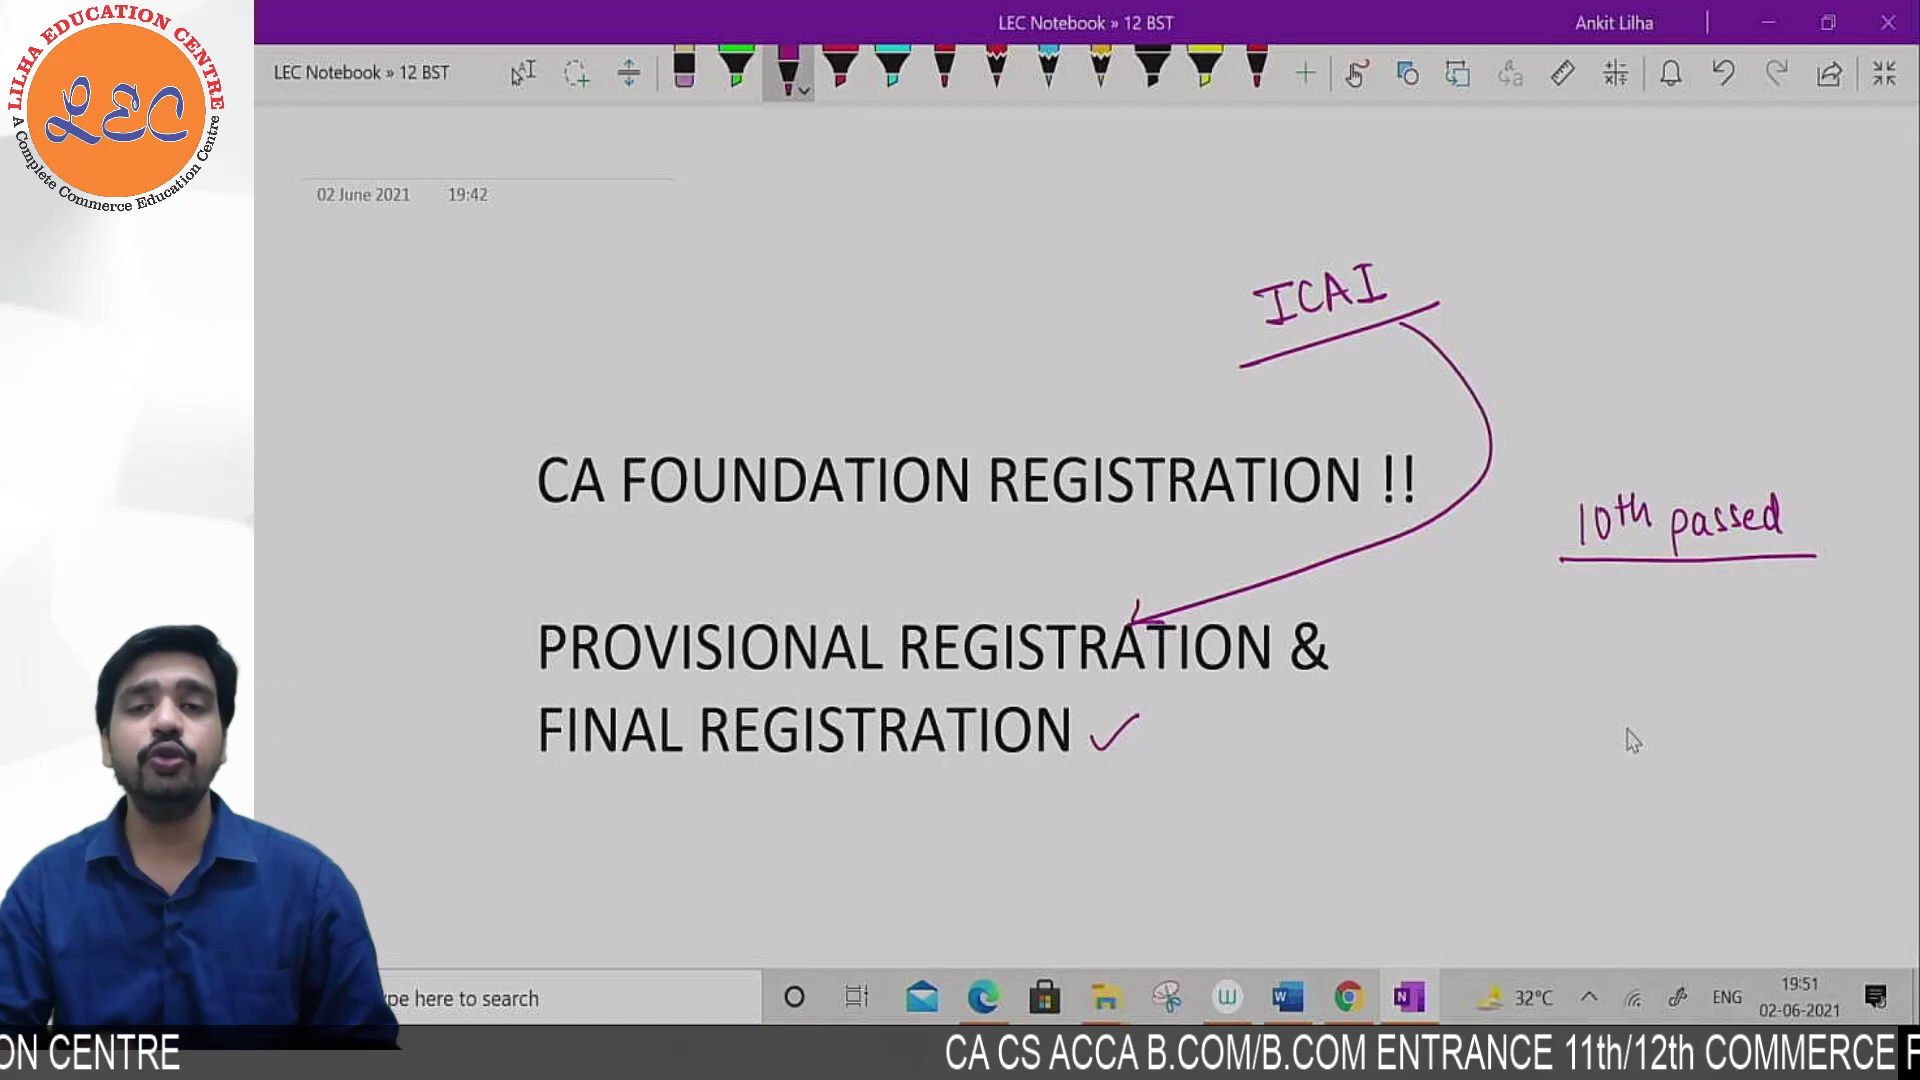 LILHA EDUCATION CENTRE
LEC
A Complete Commerce Education Centre
LEC Notebook » 12 BST
Ankit Lilha
LEC Notebook » 12 BST
02 June 2021 19:42
ICAI
CA FOUNDATION REGISTRATION !!
10th passed
PROVISIONAL REGISTRATION &
FINAL REGISTRATION
pe here to search
32°C
ENG
19:51
02-06-2021
ON CENTRE
CA CS ACCA B.COM/B.COM ENTRANCE 11th/12th COMMERCE F